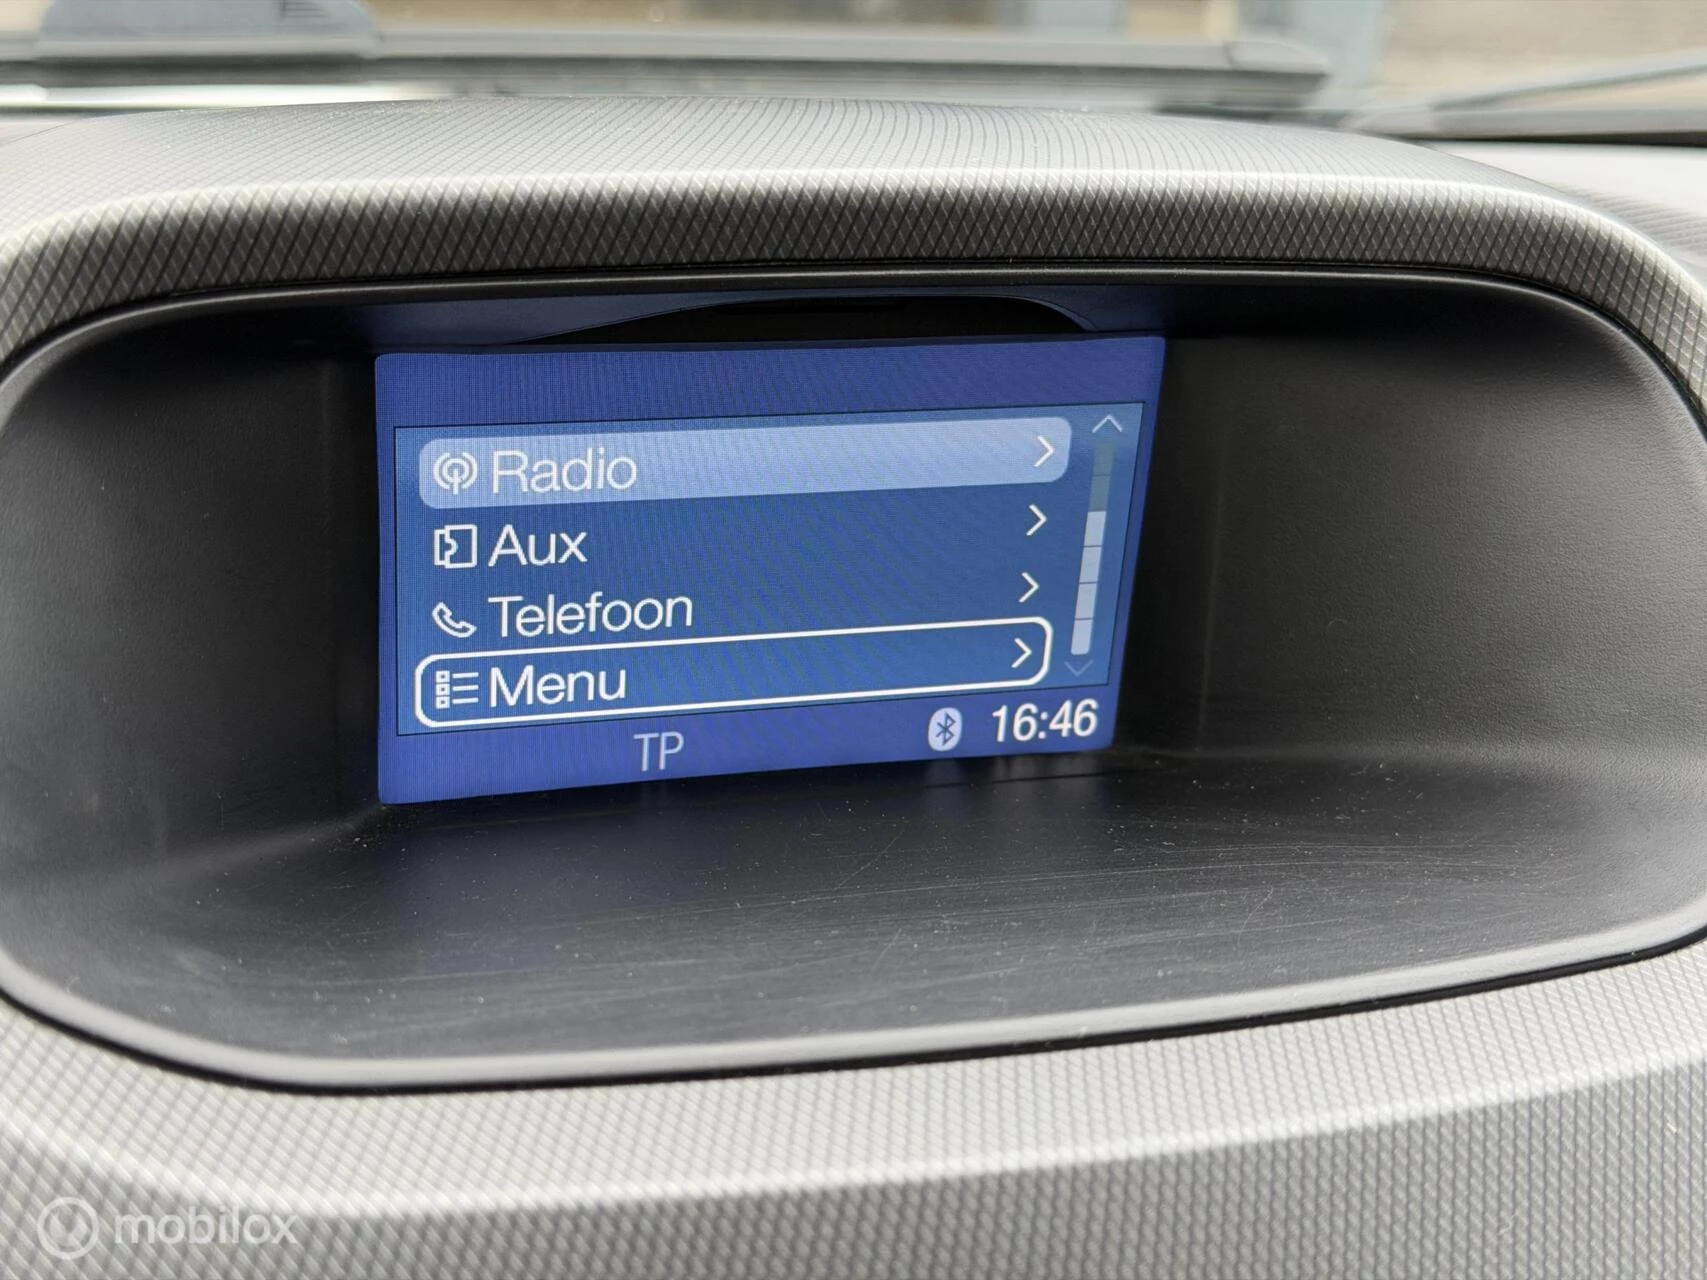 Radio
Aux
Telefoon
Menu
TP 16:46
mobilox